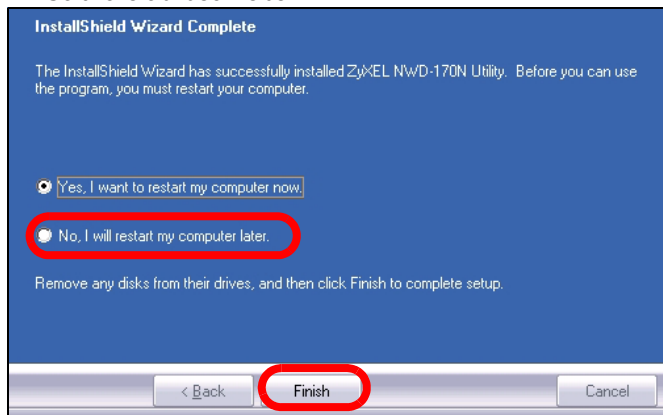 InstallShield Wizard Complete
The InstallShield Wizard has successfully installed ZyXEL NWD-170N Utility. Before you can use
the program, you must restart your computer.
Yes, I want to restart my computer now.
No, I will restart my computer later.
Remove any disks from their drives, and then click Finish to complete setup.
< Back
Finish
Cancel